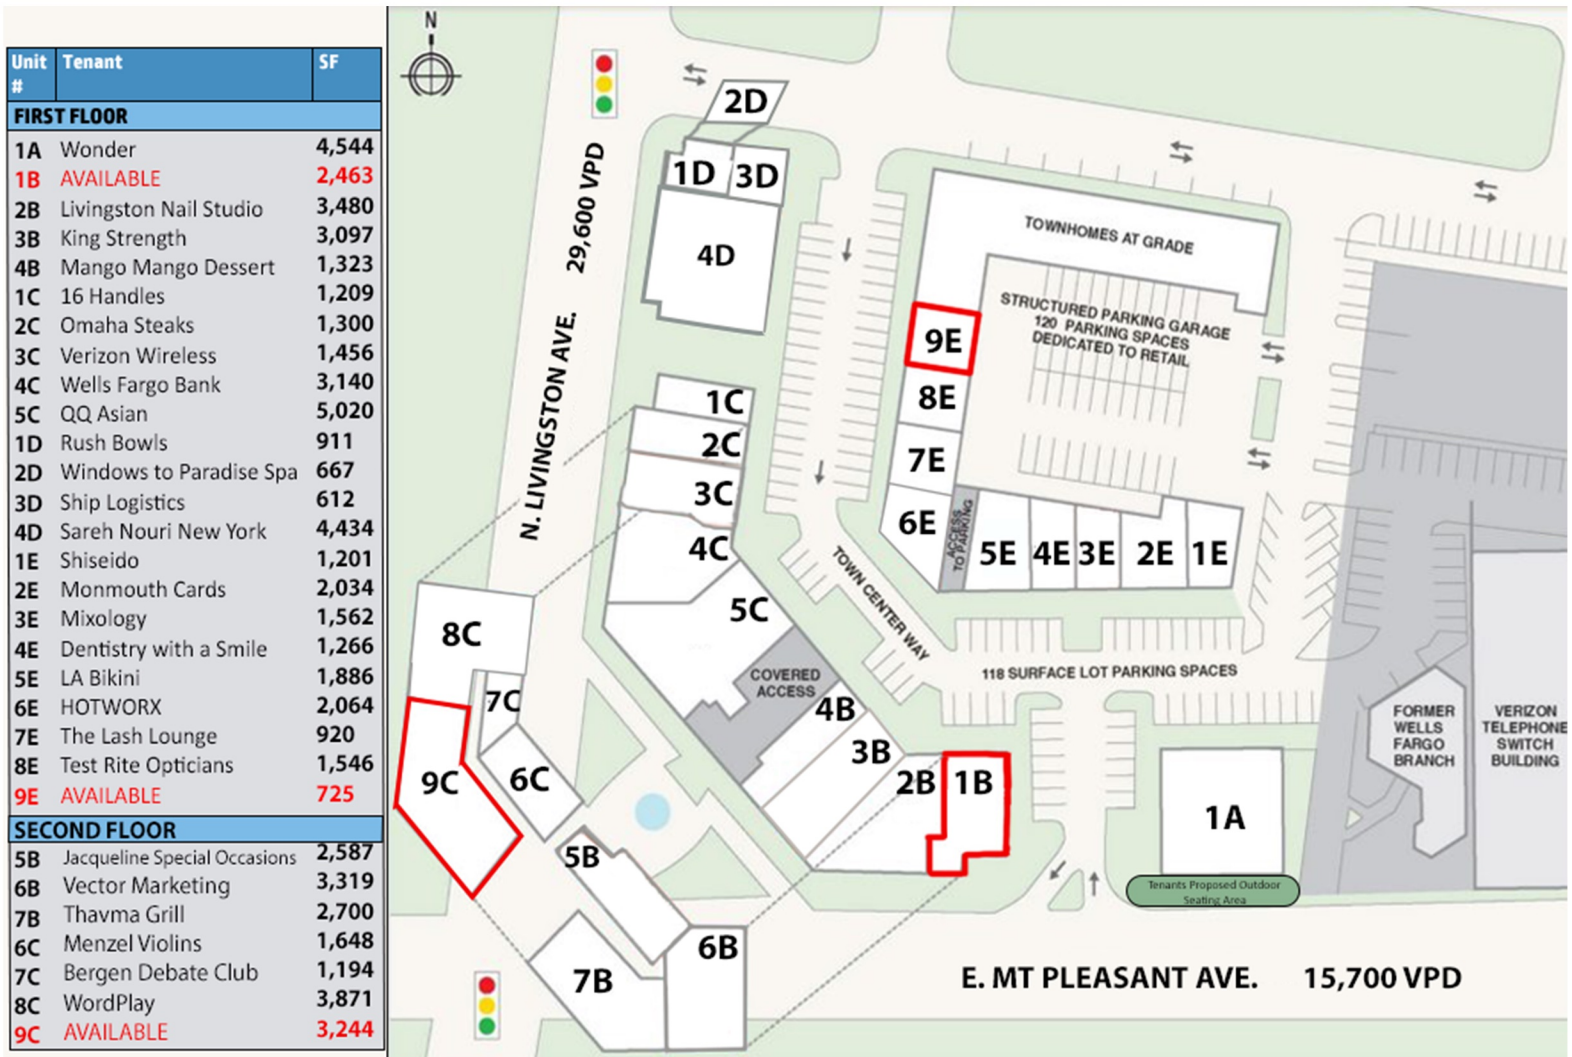 Unit # Tenant SF
FIRST FLOOR
1A Wonder 4,544
1B AVAILABLE 2,463
2B Livingston Nail Studio 3,480
3B King Strength 3,097
4B Mango Mango Dessert 1,323
1C 16 Handles 1,209
2C Omaha Steaks 1,300
3C Verizon Wireless 1,456
4C Wells Fargo Bank 3,140
5C QQ Asian 5,020
1D Rush Bowls 911
2D Windows to Paradise Spa 667
3D Ship Logistics 612
4D Sareh Nouri New York 4,434
1E Shiseido 1,201
2E Monmouth Cards 2,034
3E Mixology 1,562
4E Dentistry with a Smile 1,266
5E LA Bikini 1,886
6E HOTWORX 2,064
7E The Lash Lounge 920
8E Test Rite Opticians 1,546
9E AVAILABLE 725
SECOND FLOOR
5B Jacqueline Special Occasions 2,587
6B Vector Marketing 3,319
7B Thavma Grill 2,700
6C Menzel Violins 1,648
7C Bergen Debate Club 1,194
8C WordPlay 3,871
9C AVAILABLE 3,244
N
2D
1D
3D
4D
29,600 VPD
N. LIVINGSTON AVE.
TOWNHOMES AT GRADE
STRUCTURED PARKING GARAGE
120 PARKING SPACES
DEDICATED TO RETAIL
9E
8E
7E
6E
ACCESS
TO PARKING
5E
4E
3E
2E
1E
1C
2C
3C
4C
5C
COVERED
ACCESS
4B
3B
2B
1B
TOWN CENTER WAY
118 SURFACE LOT PARKING SPACES
8C
7C
9C
6C
5B
6B
7B
1A
Tenants Proposed Outdoor
Seating Area
FORMER
WELLS
FARGO
BRANCH
VERIZON
TELEPHONE
SWITCH
BUILDING
E. MT PLEASANT AVE. 15,700 VPD